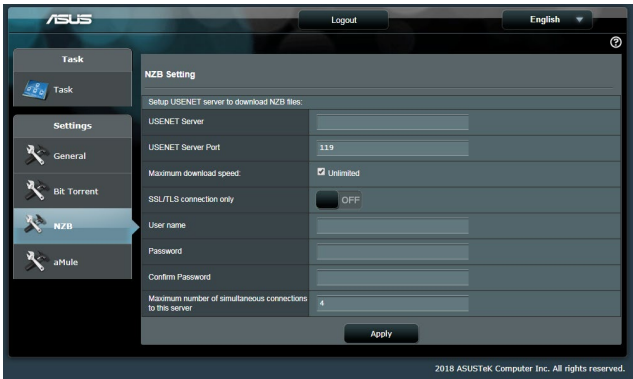 ASUS
Logout
English
Task
Task
Settings
General
Bit Torrent
NZB
aMule
NZB Setting
Setup USENET server to download NZB files:
USENET Server
USENET Server Port 119
Maximum download speed: Unlimited
SSL/TLS connection only OFF
User name
Password
Confirm Password
Maximum number of simultaneous connections
to this server 4
Apply
2018 ASUSTeK Computer Inc. All rights reserved.